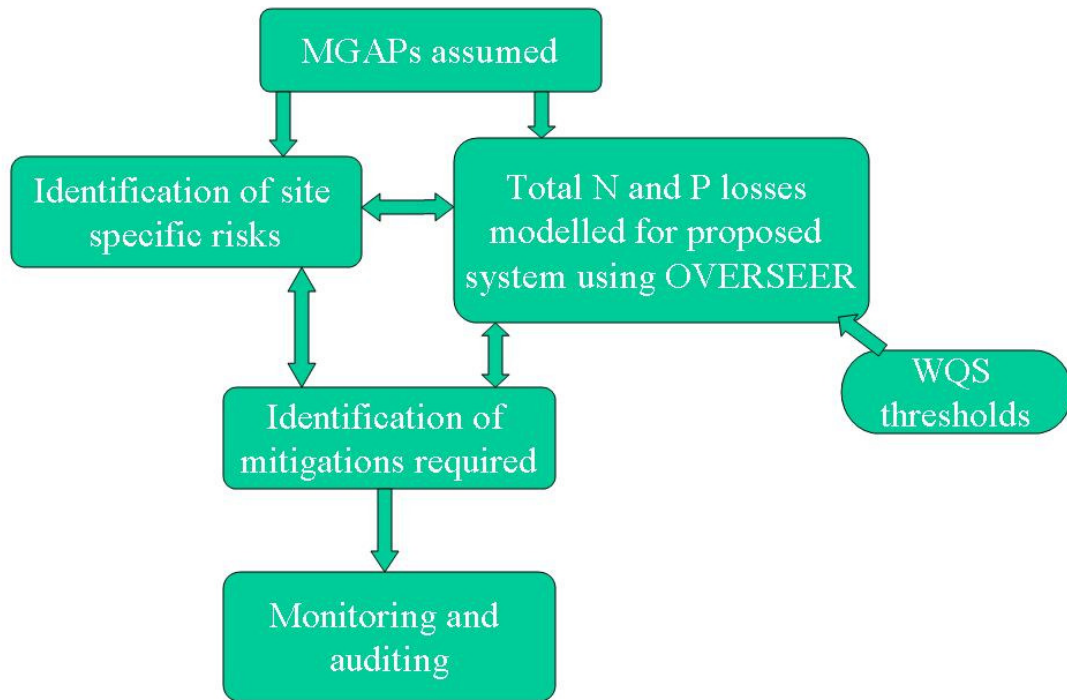 MGAPs assumed
Identification of site
specific risks
Total N and P losses
modelled for proposed
system using OVERSEER
WQS
thresholds
Identification of
mitigations required
Monitoring and
auditing